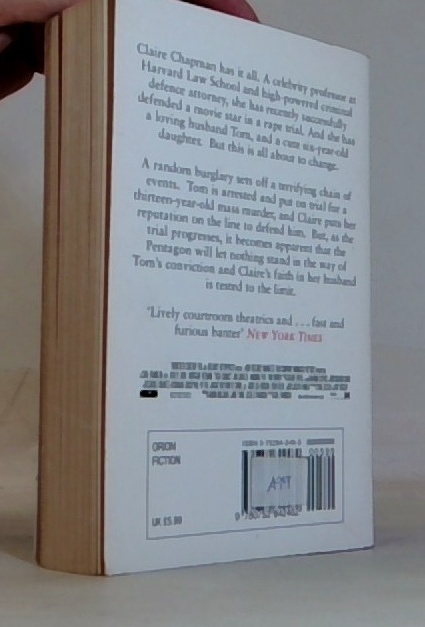 Claire Chapman has it all. A celebrity professor at
Harvard Law School and high-powered criminal
defence attorney, she has recently successfully
defended a movie star in a rape trial. And she has
a loving husband Tom, and a cute six-year-old
daughter. But this is all about to change.
A random burglary sets off a terrifying chain of
events. Tom is arrested and put on trial for a
thirteen-year-old mass murder, and Claire puts her
reputation on the line to defend him. But, as the
trial progresses, it becomes apparent that the
Pentagon will let nothing stand in the way of
Tom's conviction and Claire's faith in her husband
is tested to the limit.
'Lively courtroom theatrics and . . . fast and
furious banter' NEW YORK TIMES
ORION
FICTION
UK £5.99